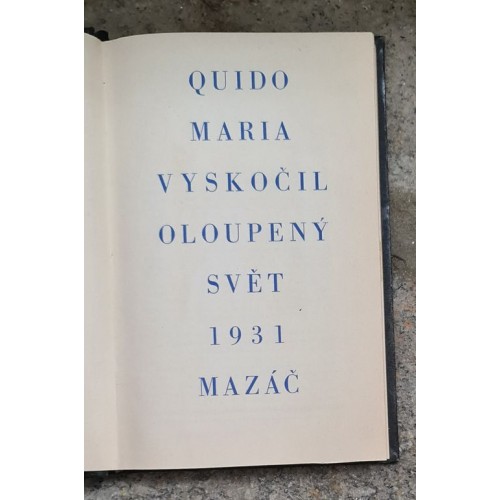 QUIDO
MARIA
VYSKOČIL
OLOUPENÝ
SVĚT
1931
MAZÁČ